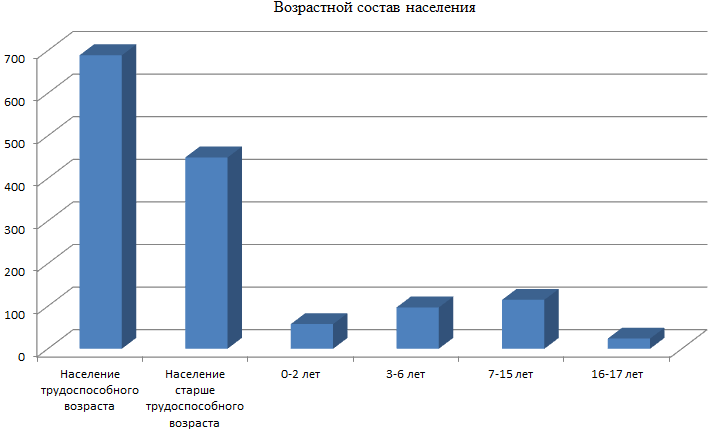 Возрастной состав населения
700
600
500
400
300
200
100
0
Население
трудоспособного
возраста
Население
старше
трудоспособного
возраста
0-2 лет
3-6 лет
7-15 лет
16-17 лет